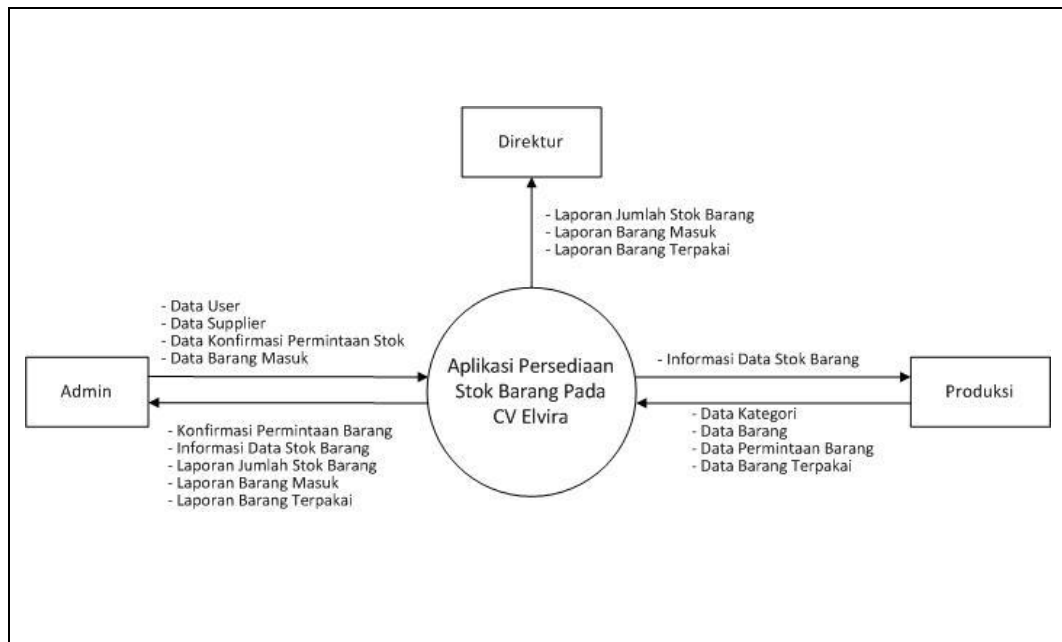 Direktur
- Laporan Jumlah Stok Barang
- Laporan Barang Masuk
- Laporan Barang Terpakai
- Data User
- Data Supplier
- Data Konfirmasi Permintaan Stok
- Data Barang Masuk
Admin
Aplikasi Persediaan
Stok Barang Pada
CV Elvira
- Informasi Data Stok Barang
Produksi
- Konfirmasi Permintaan Barang
- Informasi Data Stok Barang
- Laporan Jumlah Stok Barang
- Laporan Barang Masuk
- Laporan Barang Terpakai
- Data Kategori
- Data Barang
- Data Permintaan Barang
- Data Barang Terpakai